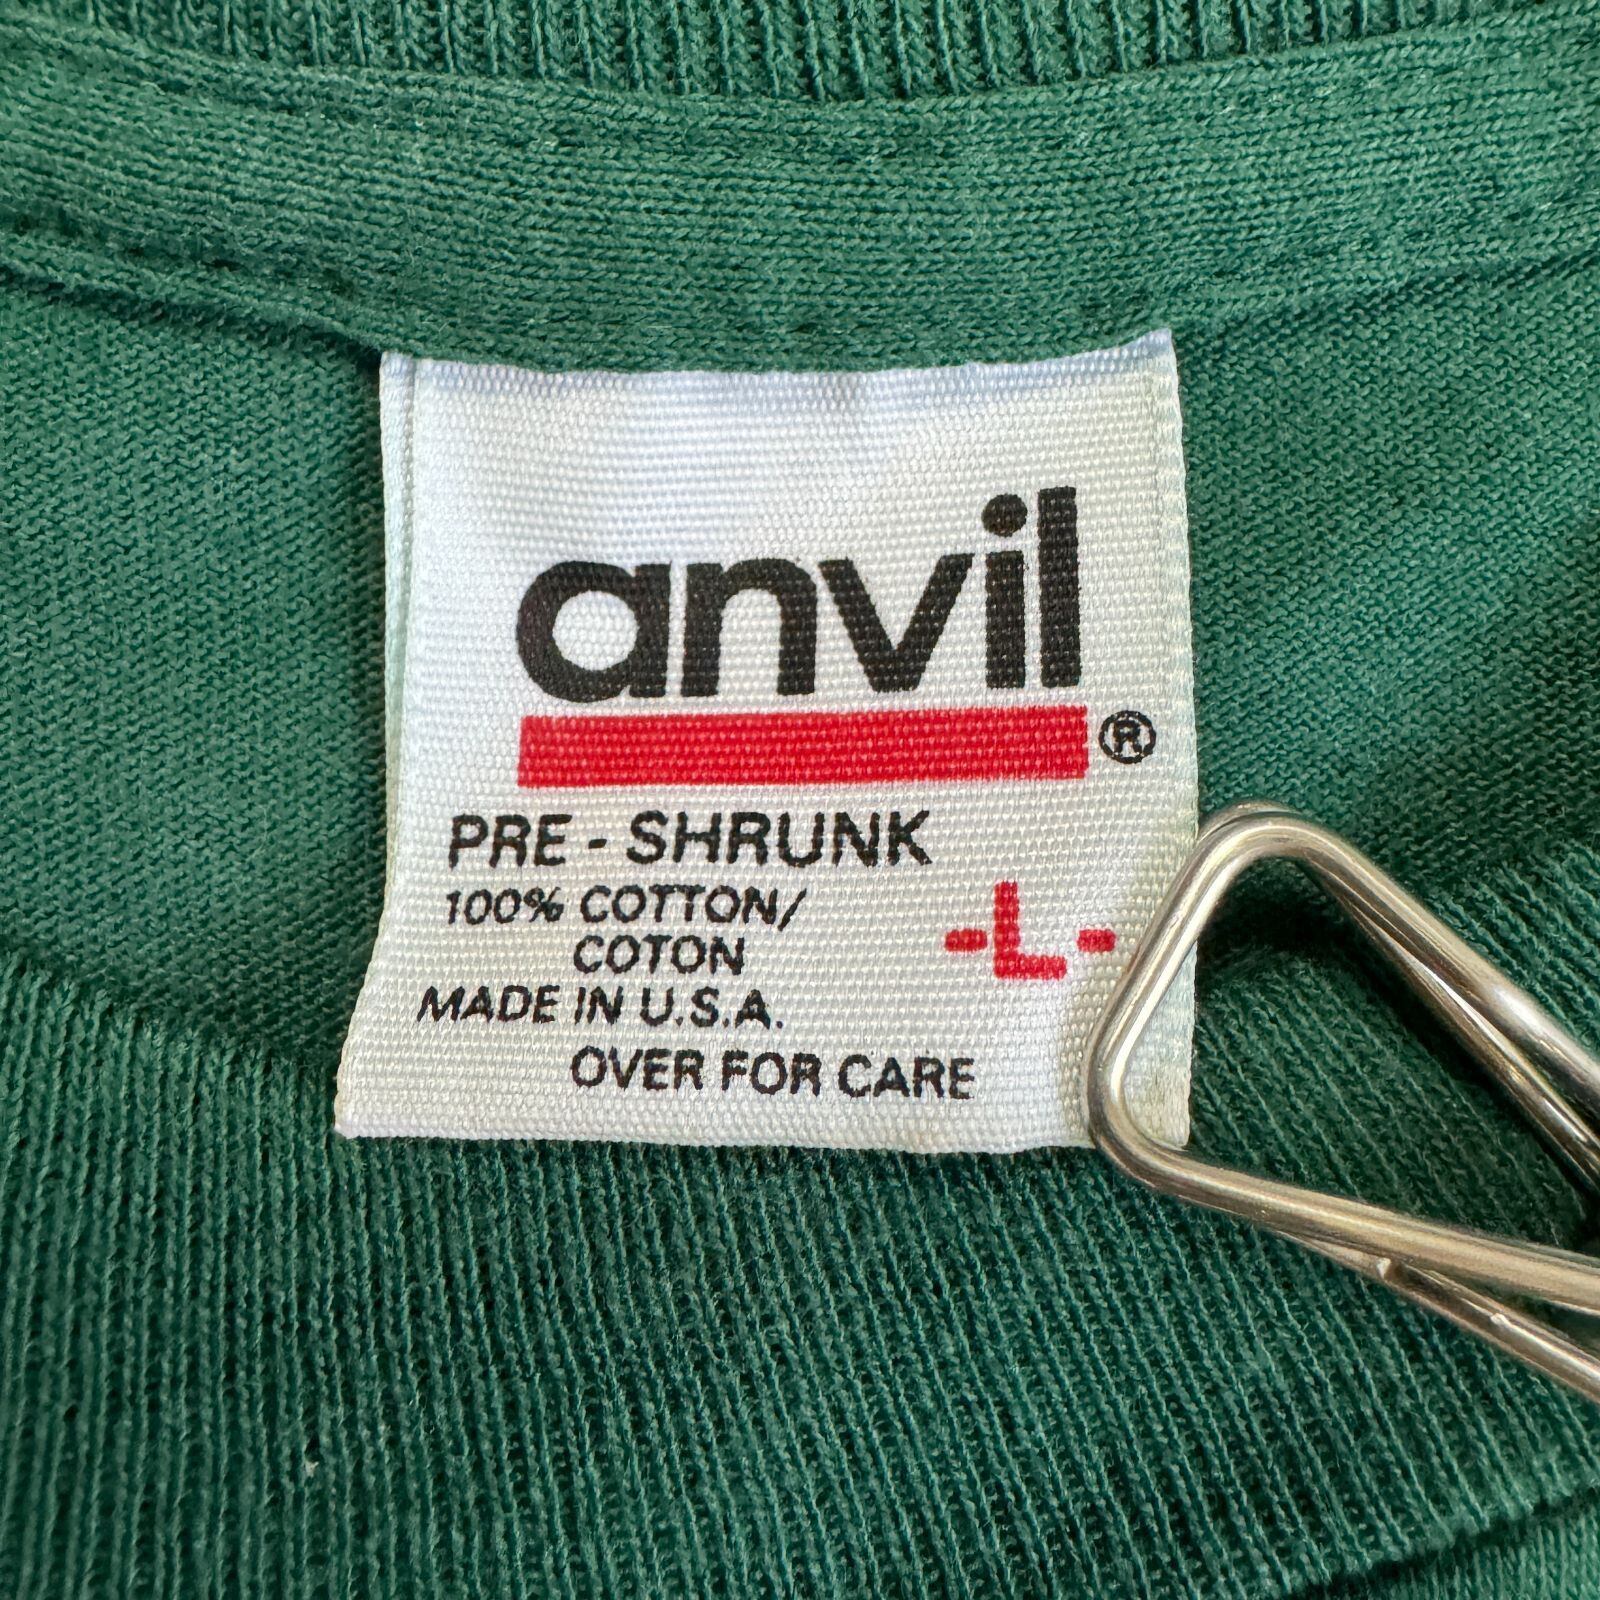 anvil
®
PRE - SHRUNK
100% COTTON/
COTON
-L-
MADE IN U.S.A.
OVER FOR CARE